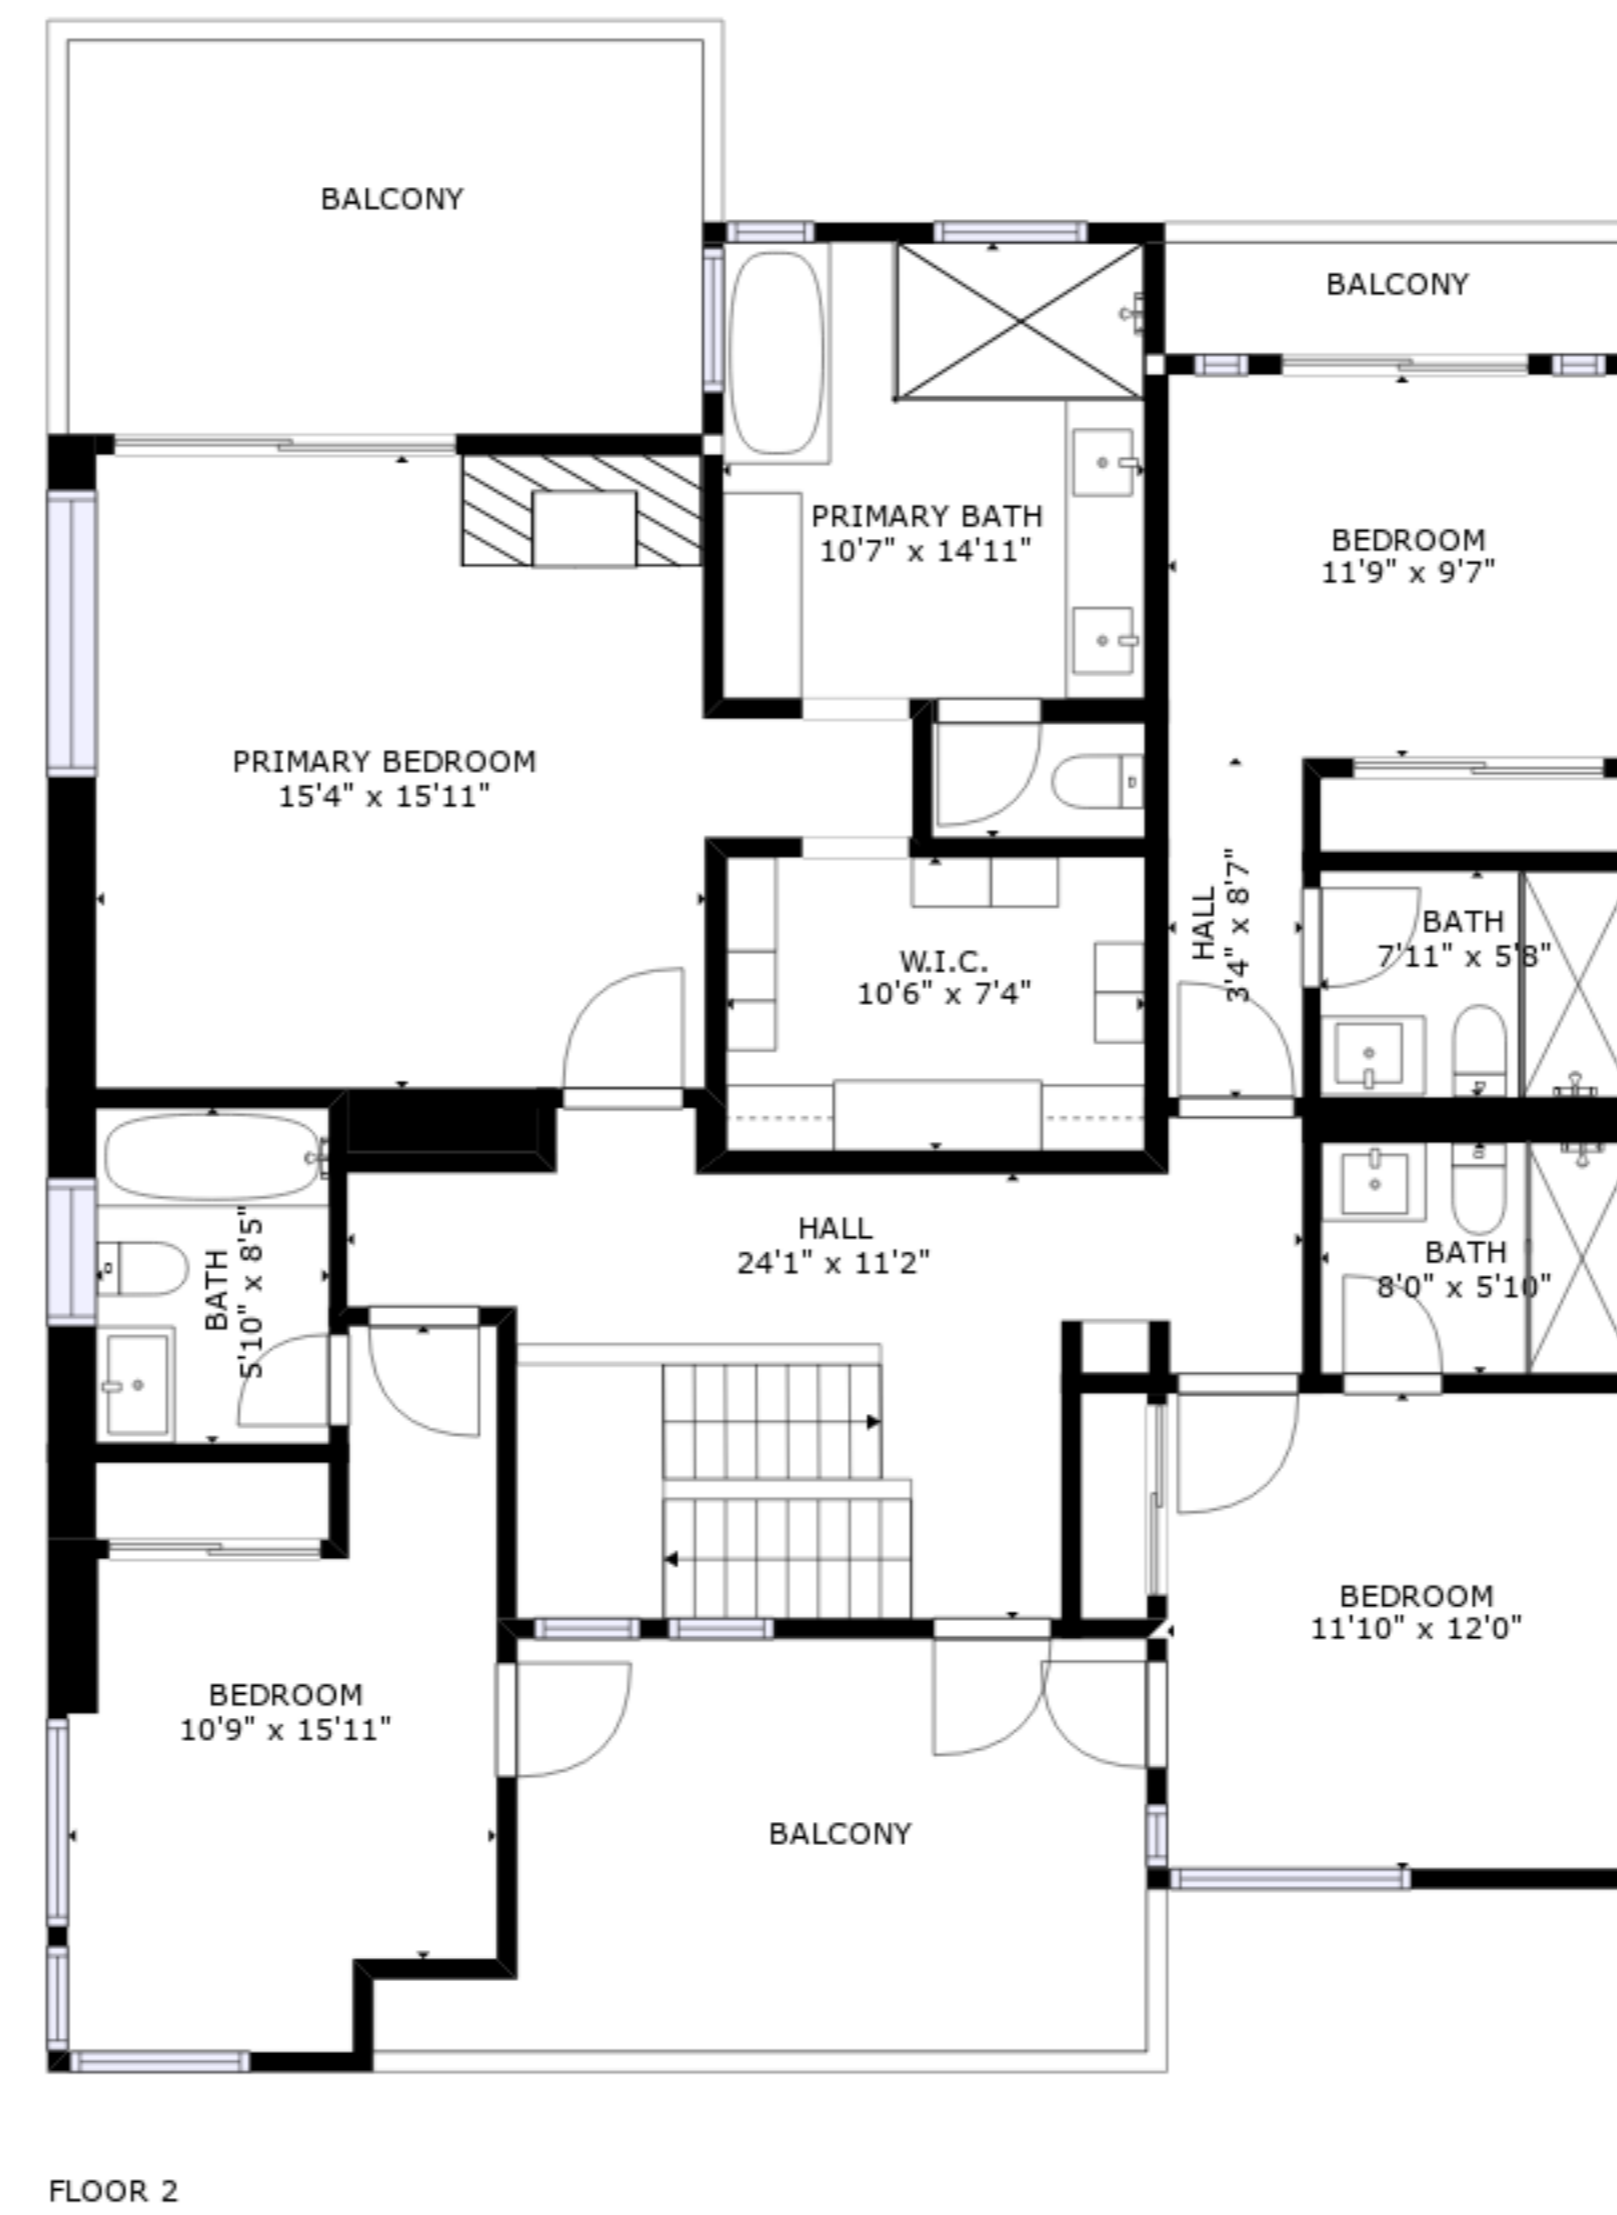 BALCONY
BALCONY
PRIMARY BATH
10'7" x 14'11"
BEDROOM
11'9" x 9'7"
PRIMARY BEDROOM
15'4" x 15'11"
HALL
3'4" x 8'7"
BATH
7'11" x 5'8"
W.I.C.
10'6" x 7'4"
HALL
24'1" x 11'2"
BATH
5'10" x 8'5"
BATH
8'0" x 5'10"
BEDROOM
11'10" x 12'0"
BEDROOM
10'9" x 15'11"
BALCONY
FLOOR 2